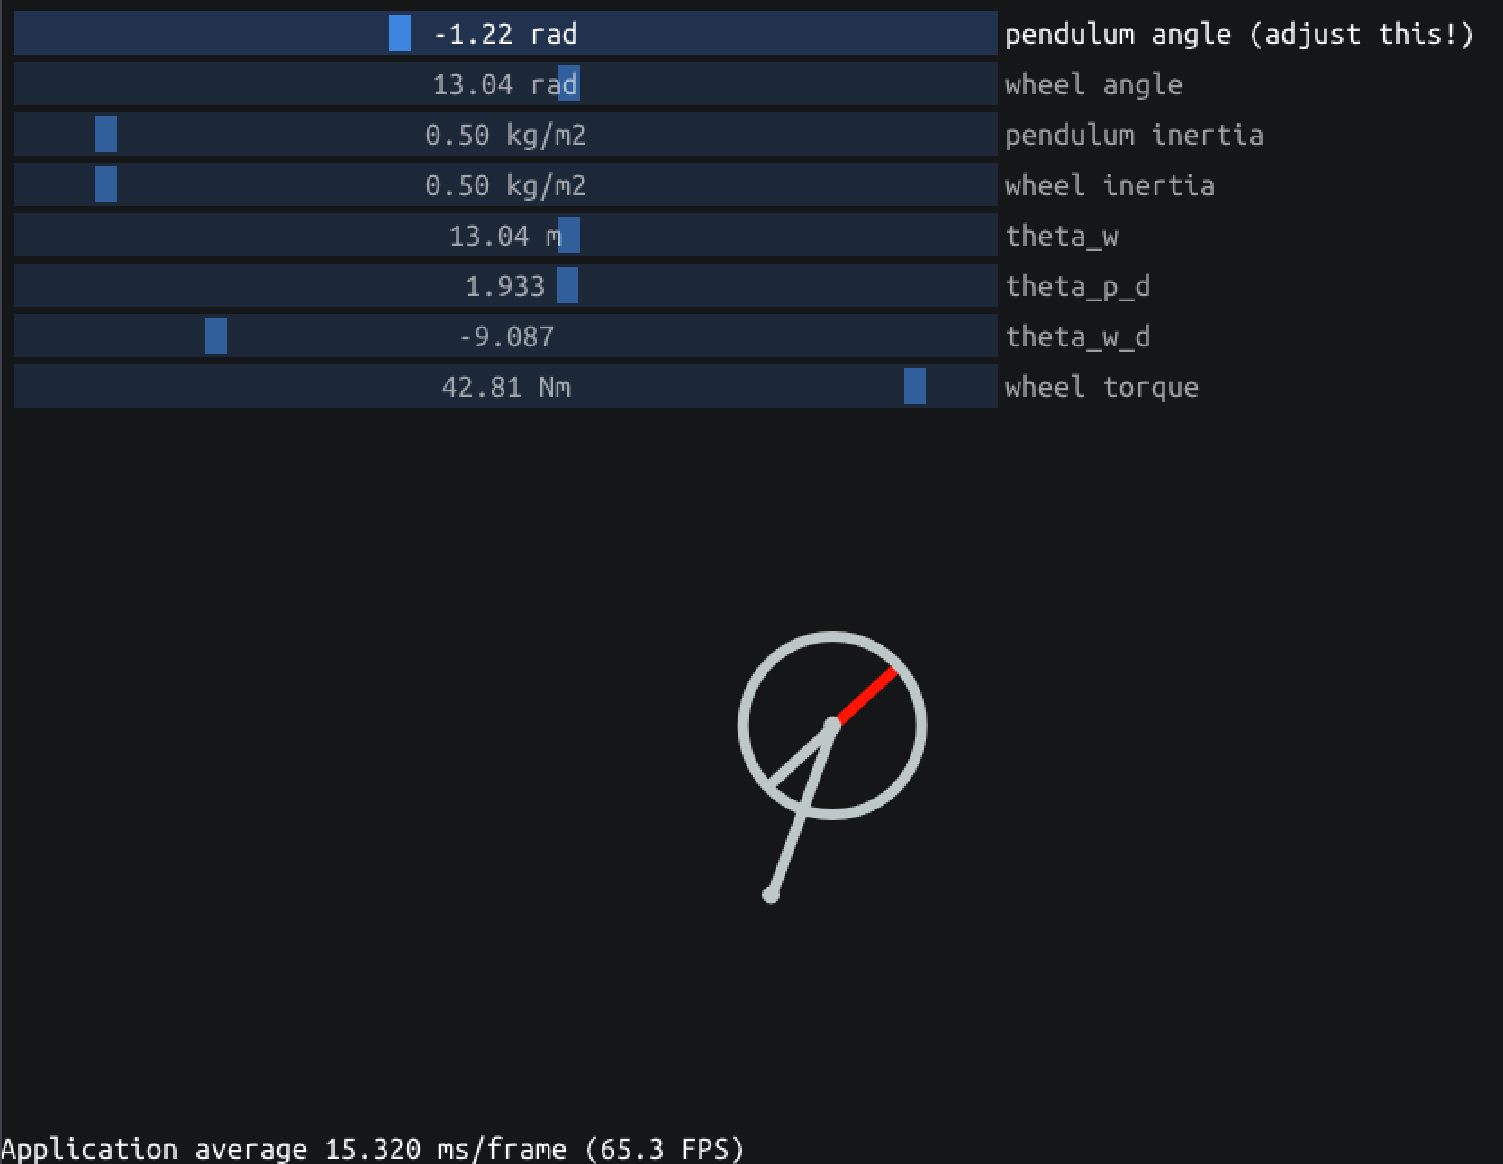 -1.22 rad pendulum angle (adjust this!)
13.04 rad wheel angle
0.50 kg/m2 pendulum inertia
0.50 kg/m2 wheel inertia
13.04 m theta_w
1.933 theta_p_d
-9.087 theta_w_d
42.81 Nm wheel torque
Application average 15.320 ms/frame (65.3 FPS)